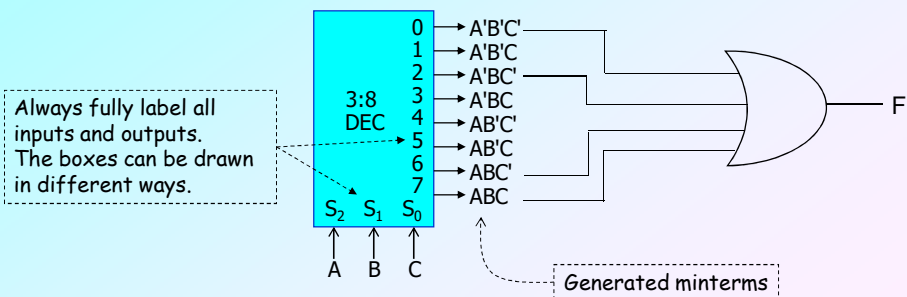 0 A'B'C'
1 A'B'C
2 A'BC'
3 A'BC
4 AB'C'
5 AB'C
6 ABC'
7 ABC
3:8
DEC
S₂ S₁ S₀
A B C
F
Always fully label all
inputs and outputs.
The boxes can be drawn
in different ways.
Generated minterms